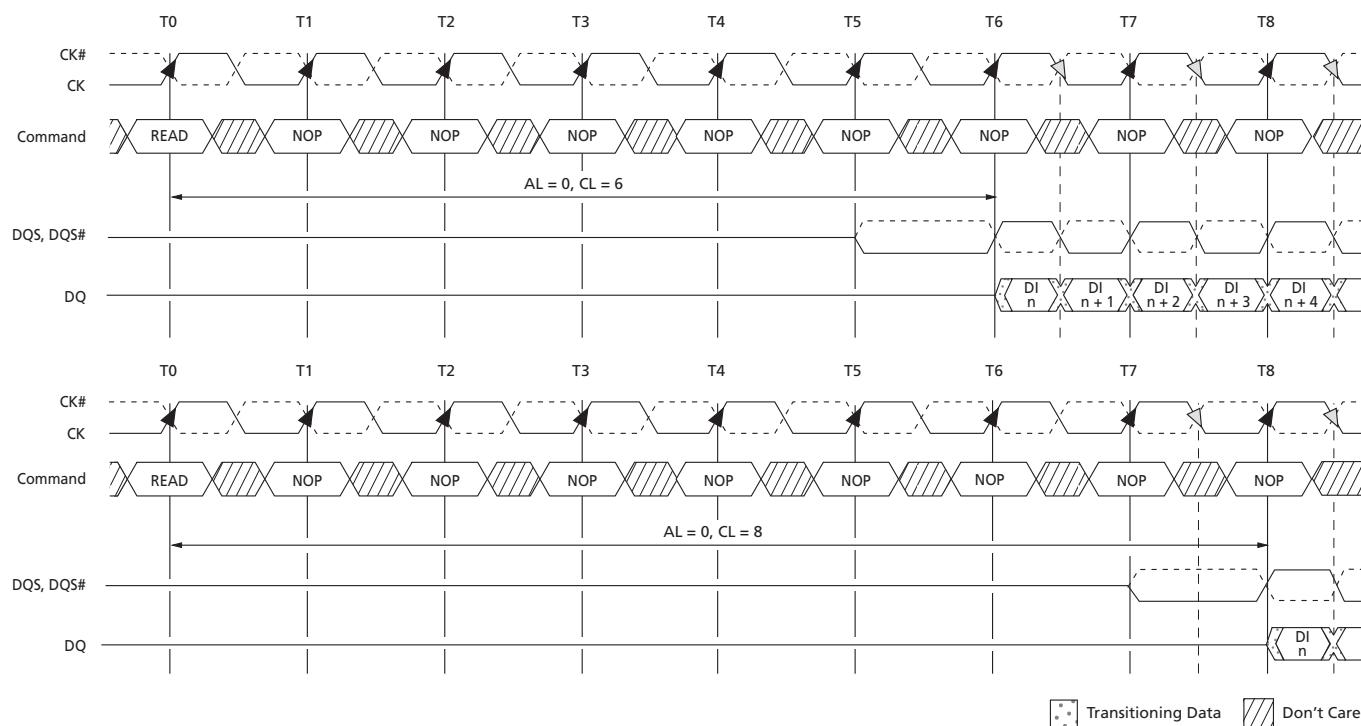 T0 T1 T2 T3 T4 T5 T6 T7 T8
CK#
CK
Command READ NOP NOP NOP NOP NOP NOP NOP NOP
AL = 0, CL = 6
DQS, DQS#
DQ DI n DI n + 1 DI n + 2 DI n + 3 DI n + 4
T0 T1 T2 T3 T4 T5 T6 T7 T8
CK#
CK
Command READ NOP NOP NOP NOP NOP NOP NOP NOP
AL = 0, CL = 8
DQS, DQS#
DQ DI n
Transitioning Data Don't Care